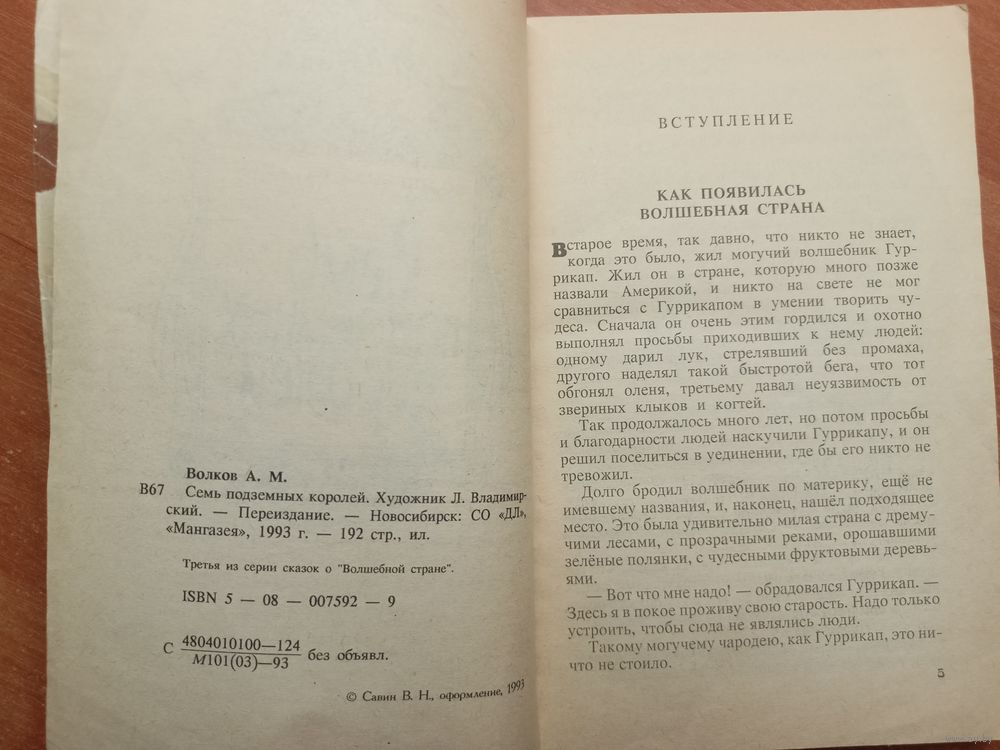 Волков А. М.
В67 Семь подземных королей. Художник Л. Владимир-
ский. — Переиздание. — Новосибирск: СО «ДЛ»,
«Мангазея», 1993 г. — 192 стр., ил.
Третья из серии сказок о "Волшебной стране".
ISBN 5 — 08 — 007592 — 9
С 4804010100—124
М101(03)—93 без объявл.
© Савин В. Н., оформление, 1993
ВСТУПЛЕНИЕ
КАК ПОЯВИЛАСЬ
ВОЛШЕБНАЯ СТРАНА
Встарое время, так давно, что никто не знает,
когда это было, жил могучий волшебник Гур-
рикап. Жил он в стране, которую много позже
назвали Америкой, и никто на свете не мог
сравниться с Гуррикапом в умении творить чу-
деса. Сначала он очень этим гордился и охотно
выполнял просьбы приходивших к нему людей:
одному дарил лук, стрелявший без промаха,
другого наделял такой быстротой бега, что тот
обгонял оленя, третьему давал неуязвимость от
звериных клыков и когтей.
Так продолжалось много лет, но потом просьбы
и благодарности людей наскучили Гуррикапу, и он
решил поселиться в уединении, где бы его никто не
тревожил.
Долго бродил волшебник по материку, ещё не
имевшему названия, и, наконец, нашёл подходящее
место. Это была удивительно милая страна с дрему-
чими лесами, с прозрачными реками, орошавшими
зелёные полянки, с чудесными фруктовыми деревь-
ями.
— Вот что мне надо! — обрадовался Гуррикап. —
Здесь я в покое проживу свою старость. Надо только
устроить, чтобы сюда не являлись люди.
Такому могучему чародею, как Гуррикап, это ни-
что не стоило.
5